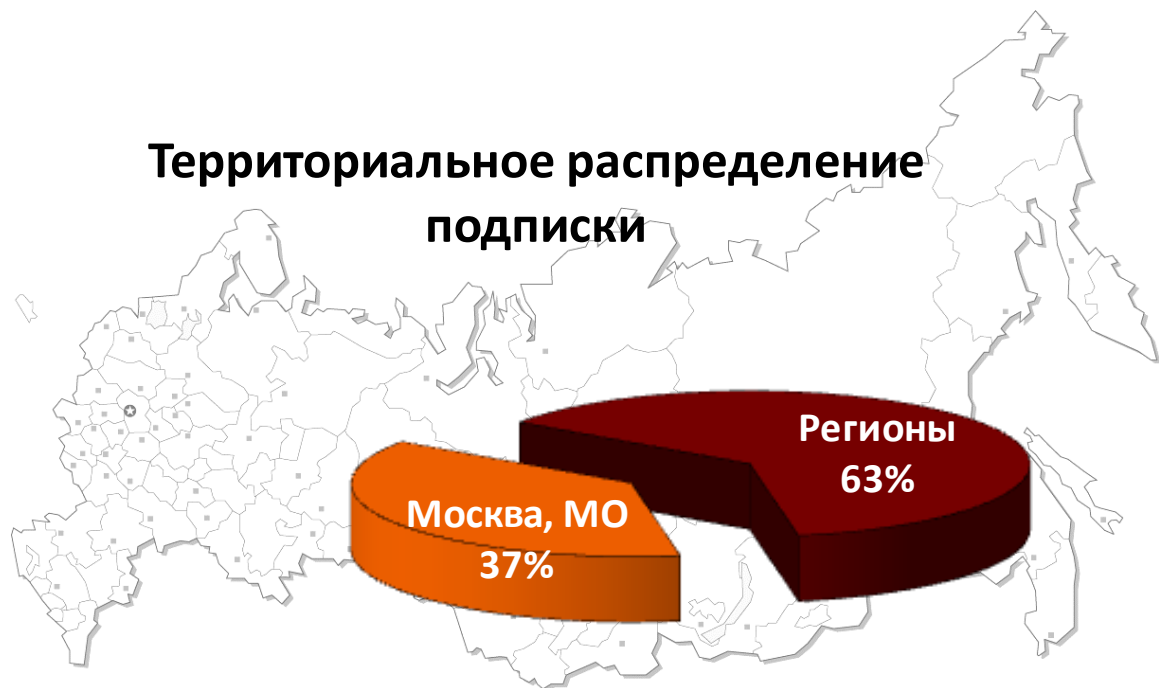 Территориальное распределение
подписки
Регионы
63%
Москва, МО
37%